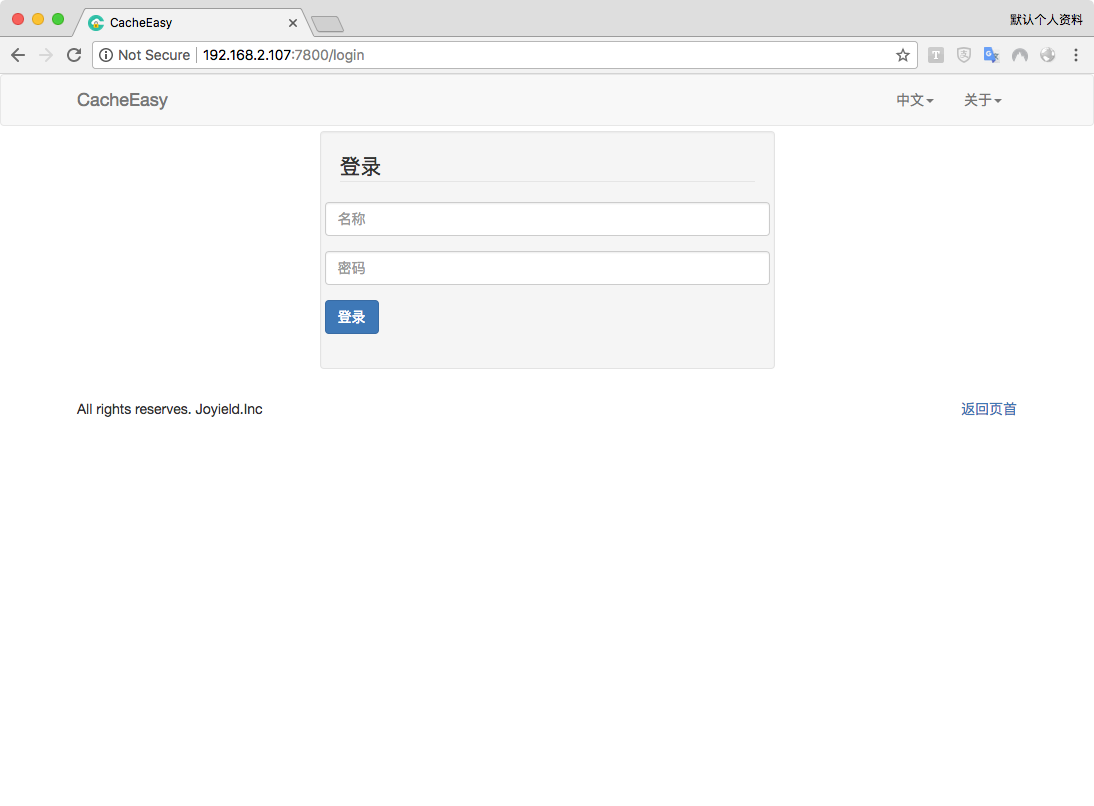 CacheEasy
默认个人资料
Not Secure 192.168.2.107:7800/login
CacheEasy 中文 关于
登录
名称
密码
登录
All rights reserves. Joyield.Inc 返回页首